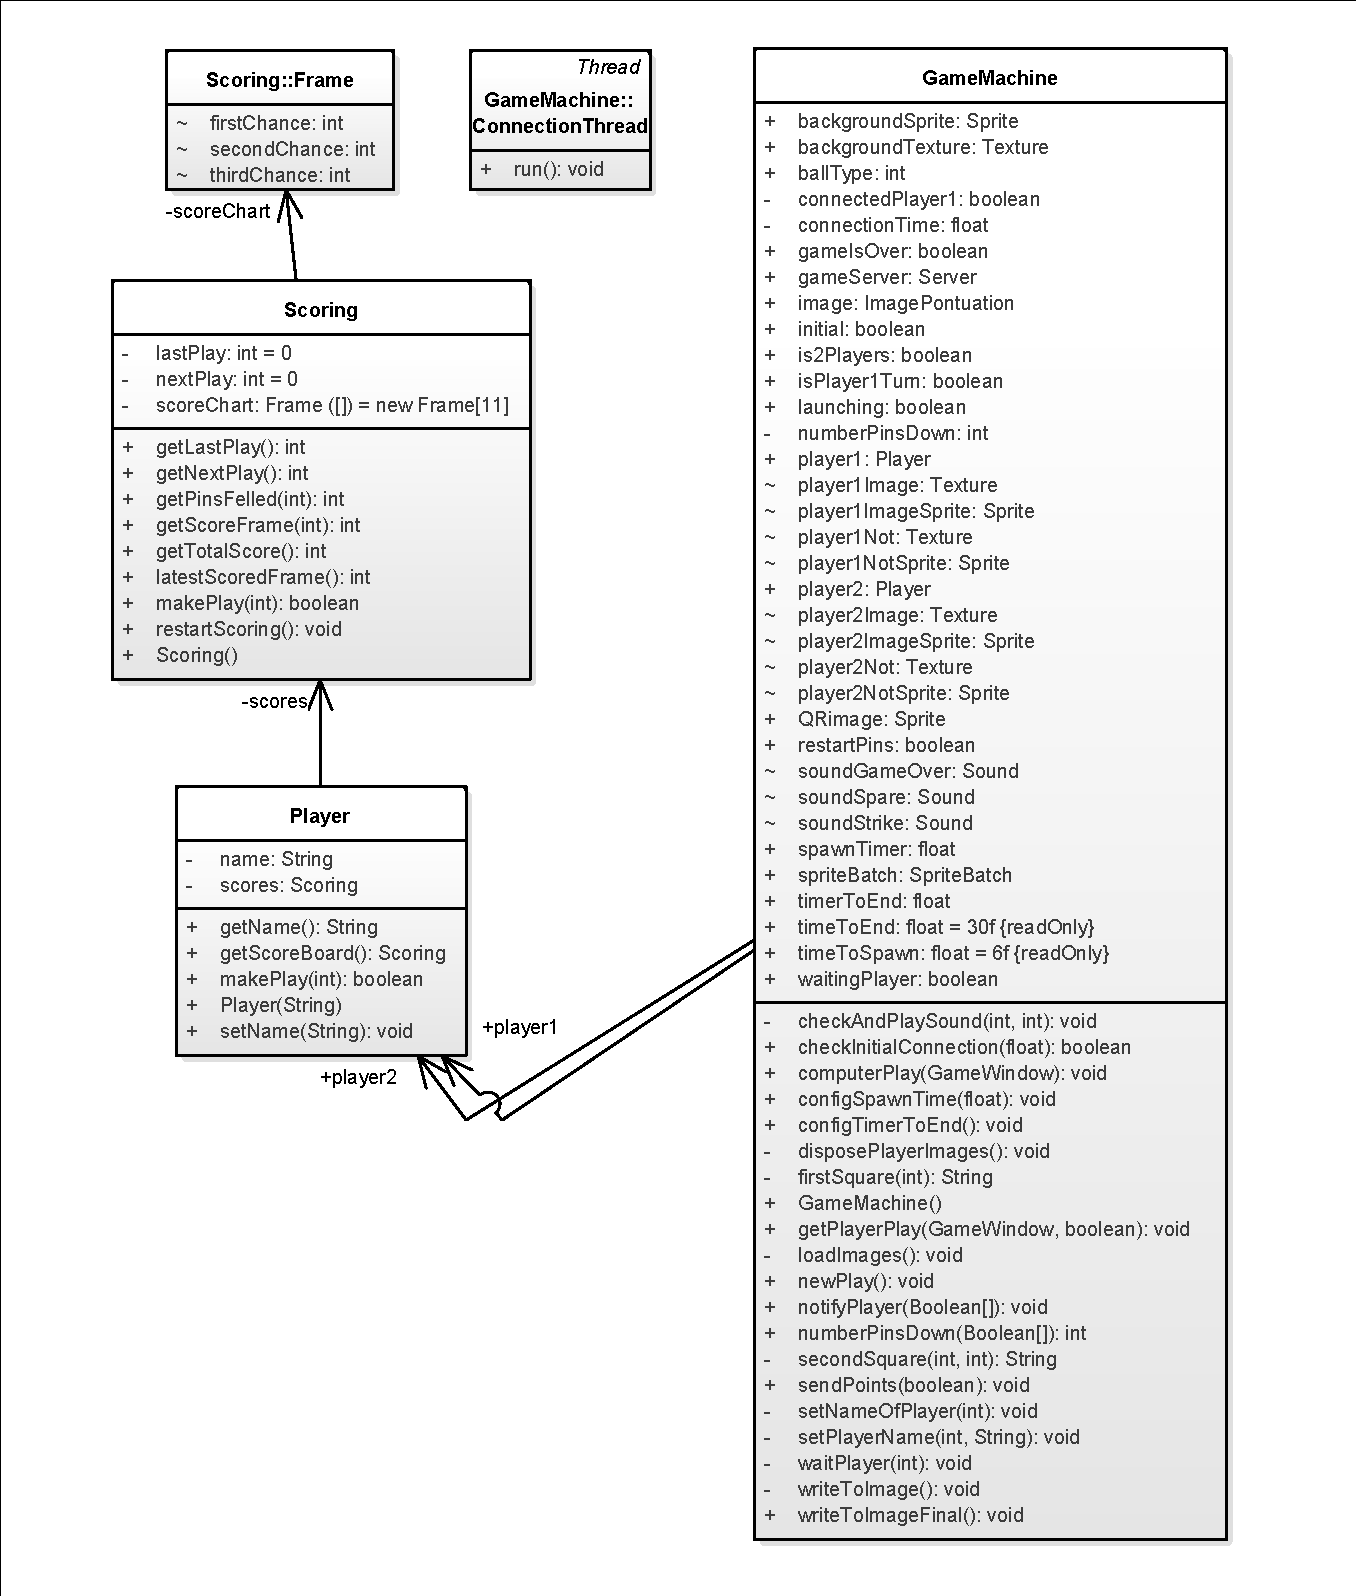 Scoring::Frame
~ firstChance: int
~ secondChance: int
~ thirdChance: int
Thread
GameMachine::
ConnectionThread
+ run(): void
-scoreChart
Scoring
- lastPlay: int = 0
- nextPlay: int = 0
- scoreChart: Frame ([]) = new Frame[11]
+ getLastPlay(): int
+ getNextPlay(): int
+ getPinsFelled(int): int
+ getScoreFrame(int): int
+ getTotalScore(): int
+ latestScoredFrame(): int
+ makePlay(int): boolean
+ restartScoring(): void
+ Scoring()
-scores
Player
- name: String
- scores: Scoring
+ getName(): String
+ getScoreBoard(): Scoring
+ makePlay(int): boolean
+ Player(String)
+ setName(String): void
+player1
+player2
GameMachine
+ backgroundSprite: Sprite
+ backgroundTexture: Texture
+ ballType: int
- connectedPlayer1: boolean
- connectionTime: float
+ gameIsOver: boolean
+ gameServer: Server
+ image: ImagePontuation
+ initial: boolean
+ is2Players: boolean
+ isPlayer1Turn: boolean
+ launching: boolean
- numberPinsDown: int
+ player1: Player
~ player1Image: Texture
~ player1ImageSprite: Sprite
~ player1Not: Texture
~ player1NotSprite: Sprite
+ player2: Player
~ player2Image: Texture
~ player2ImageSprite: Sprite
~ player2Not: Texture
~ player2NotSprite: Sprite
+ QRimage: Sprite
+ restartPins: boolean
~ soundGameOver: Sound
~ soundSpare: Sound
~ soundStrike: Sound
+ spawnTimer: float
+ spriteBatch: SpriteBatch
+ timerToEnd: float
+ timeToEnd: float = 30f {readOnly}
+ timeToSpawn: float = 6f {readOnly}
+ waitingPlayer: boolean
- checkAndPlaySound(int, int): void
+ checkInitialConnection(float): boolean
+ computerPlay(GameWindow): void
+ configSpawnTime(float): void
+ configTimerToEnd(): void
- disposePlayerImages(): void
- firstSquare(int): String
+ GameMachine()
+ getPlayerPlay(GameWindow, boolean): void
- loadImages(): void
+ newPlay(): void
+ notifyPlayer(Boolean[]): void
+ numberPinsDown(Boolean[]): int
- secondSquare(int, int): String
+ sendPoints(boolean): void
- setNameOfPlayer(int): void
- setPlayerName(int, String): void
- waitPlayer(int): void
- writeToImage(): void
+ writeToImageFinal(): void